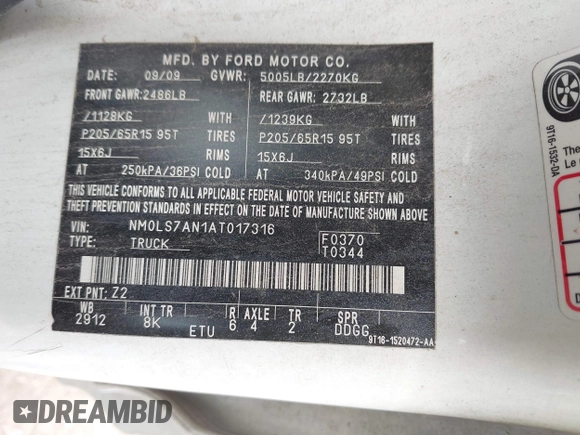 MFD. BY FORD MOTOR CO.
DATE: 09/09 GVWR: 5005LB/2270KG
FRONT GAWR: 2486LB REAR GAWR: 2732LB
/1128KG /1239KG
P205/65R15 95T TIRES P205/65R15 95T TIRES
15X6J RIMS 15X6J RIMS
AT 250kPA/36PSI COLD AT 340kPA/49PSI COLD
THIS VEHICLE CONFORMS TO ALL APPLICABLE FEDERAL MOTOR VEHICLE SAFETY AND
THEFT PREVENTION STANDARDS IN EFFECT ON THE DATE OF MANUFACTURE SHOWN ABOVE.
VIN: NM0LS7AN1AT017316 F0370
TYPE: TRUCK T0344
EXT PNT: Z2
WB INT TR R AXLE TR SPR
2912 8K ETU 6 4 2 DDGG
9T16-1520472-AA
9T16-1532-DA
The
Le
DREAMBID